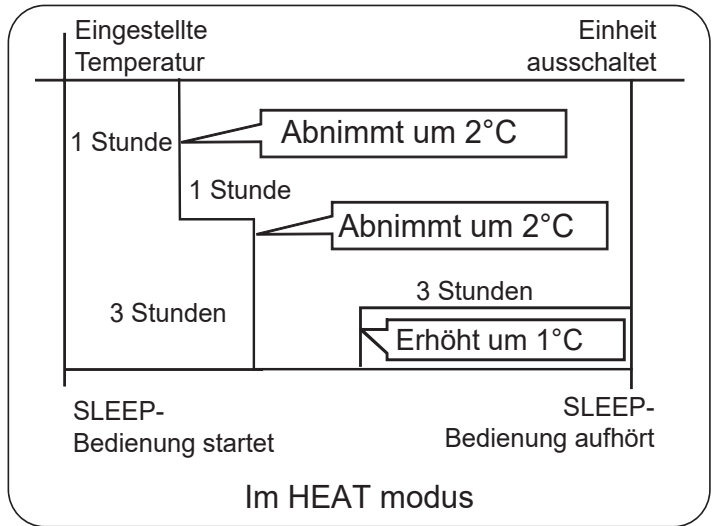 Eingestellte
Temperatur
Einheit
ausschaltet
1 Stunde
Abnimmt um 2°C
1 Stunde
Abnimmt um 2°C
3 Stunden
3 Stunden
Erhöht um 1°C
SLEEP-
Bedienung startet
SLEEP-
Bedienung aufhört
Im HEAT modus